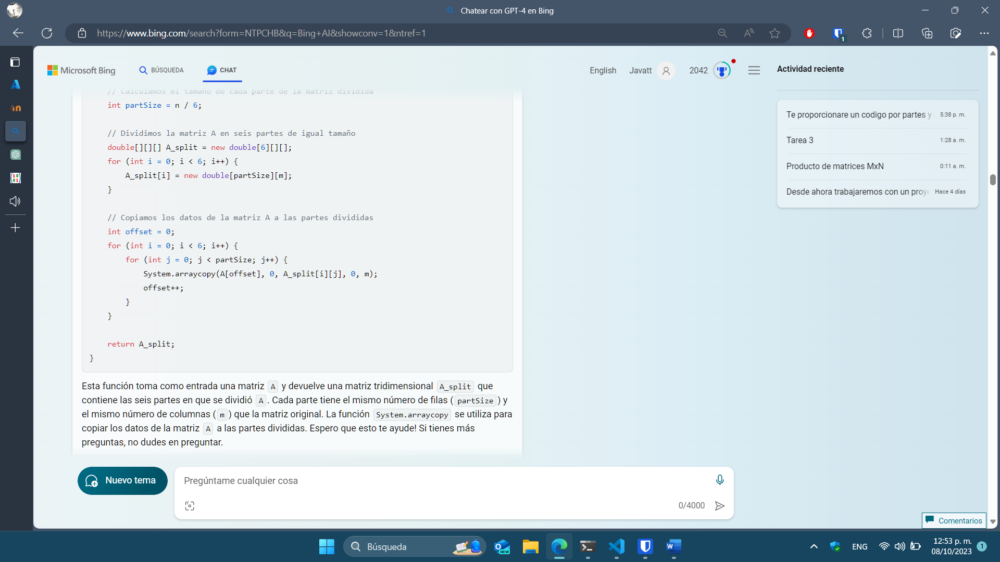 Chatear con GPT-4 en Bing
https://www.bing.com/search?form=NTPCHB&q=Bing+AI&showconv=1&ntref=1
1
Microsoft Bing
BÚSQUEDA
CHAT
English
Javatt
2042
// Calculamos el tamaño de cada parte de la matriz dividida
int partSize = n / 6;
// Dividimos la matriz A en seis partes de igual tamaño
double[][][] A_split = new double[6][][];
for (int i = 0; i < 6; i++) {
A_split[i] = new double[partSize][m];
}
// Copiamos los datos de la matriz A a las partes divididas
int offset = 0;
for (int i = 0; i < 6; i++) {
for (int j = 0; j < partSize; j++) {
System.arraycopy(A[offset], 0, A_split[i][j], 0, m);
offset++;
}
}
return A_split;
}
Esta función toma como entrada una matriz A y devuelve una matriz tridimensional A_split que
contiene las seis partes en que se dividió A. Cada parte tiene el mismo número de filas (partSize) y
el mismo número de columnas (m) que la matriz original. La función System.arraycopy se utiliza para
copiar los datos de la matriz A a las partes divididas. Espero que esto te ayude! Si tienes más
preguntas, no dudes en preguntar.
Nuevo tema
Pregúntame cualquier cosa
0/4000
Actividad reciente
Te proporcionare un codigo por partes y 5:38 p. m.
Tarea 3 1:28 a. m.
Producto de matrices MxN 0:11 a. m.
Desde ahora trabajaremos con un proye Hace 4 días
Comentarios
Búsqueda
NEW
ENG
12:53 p. m.
08/10/2023
1